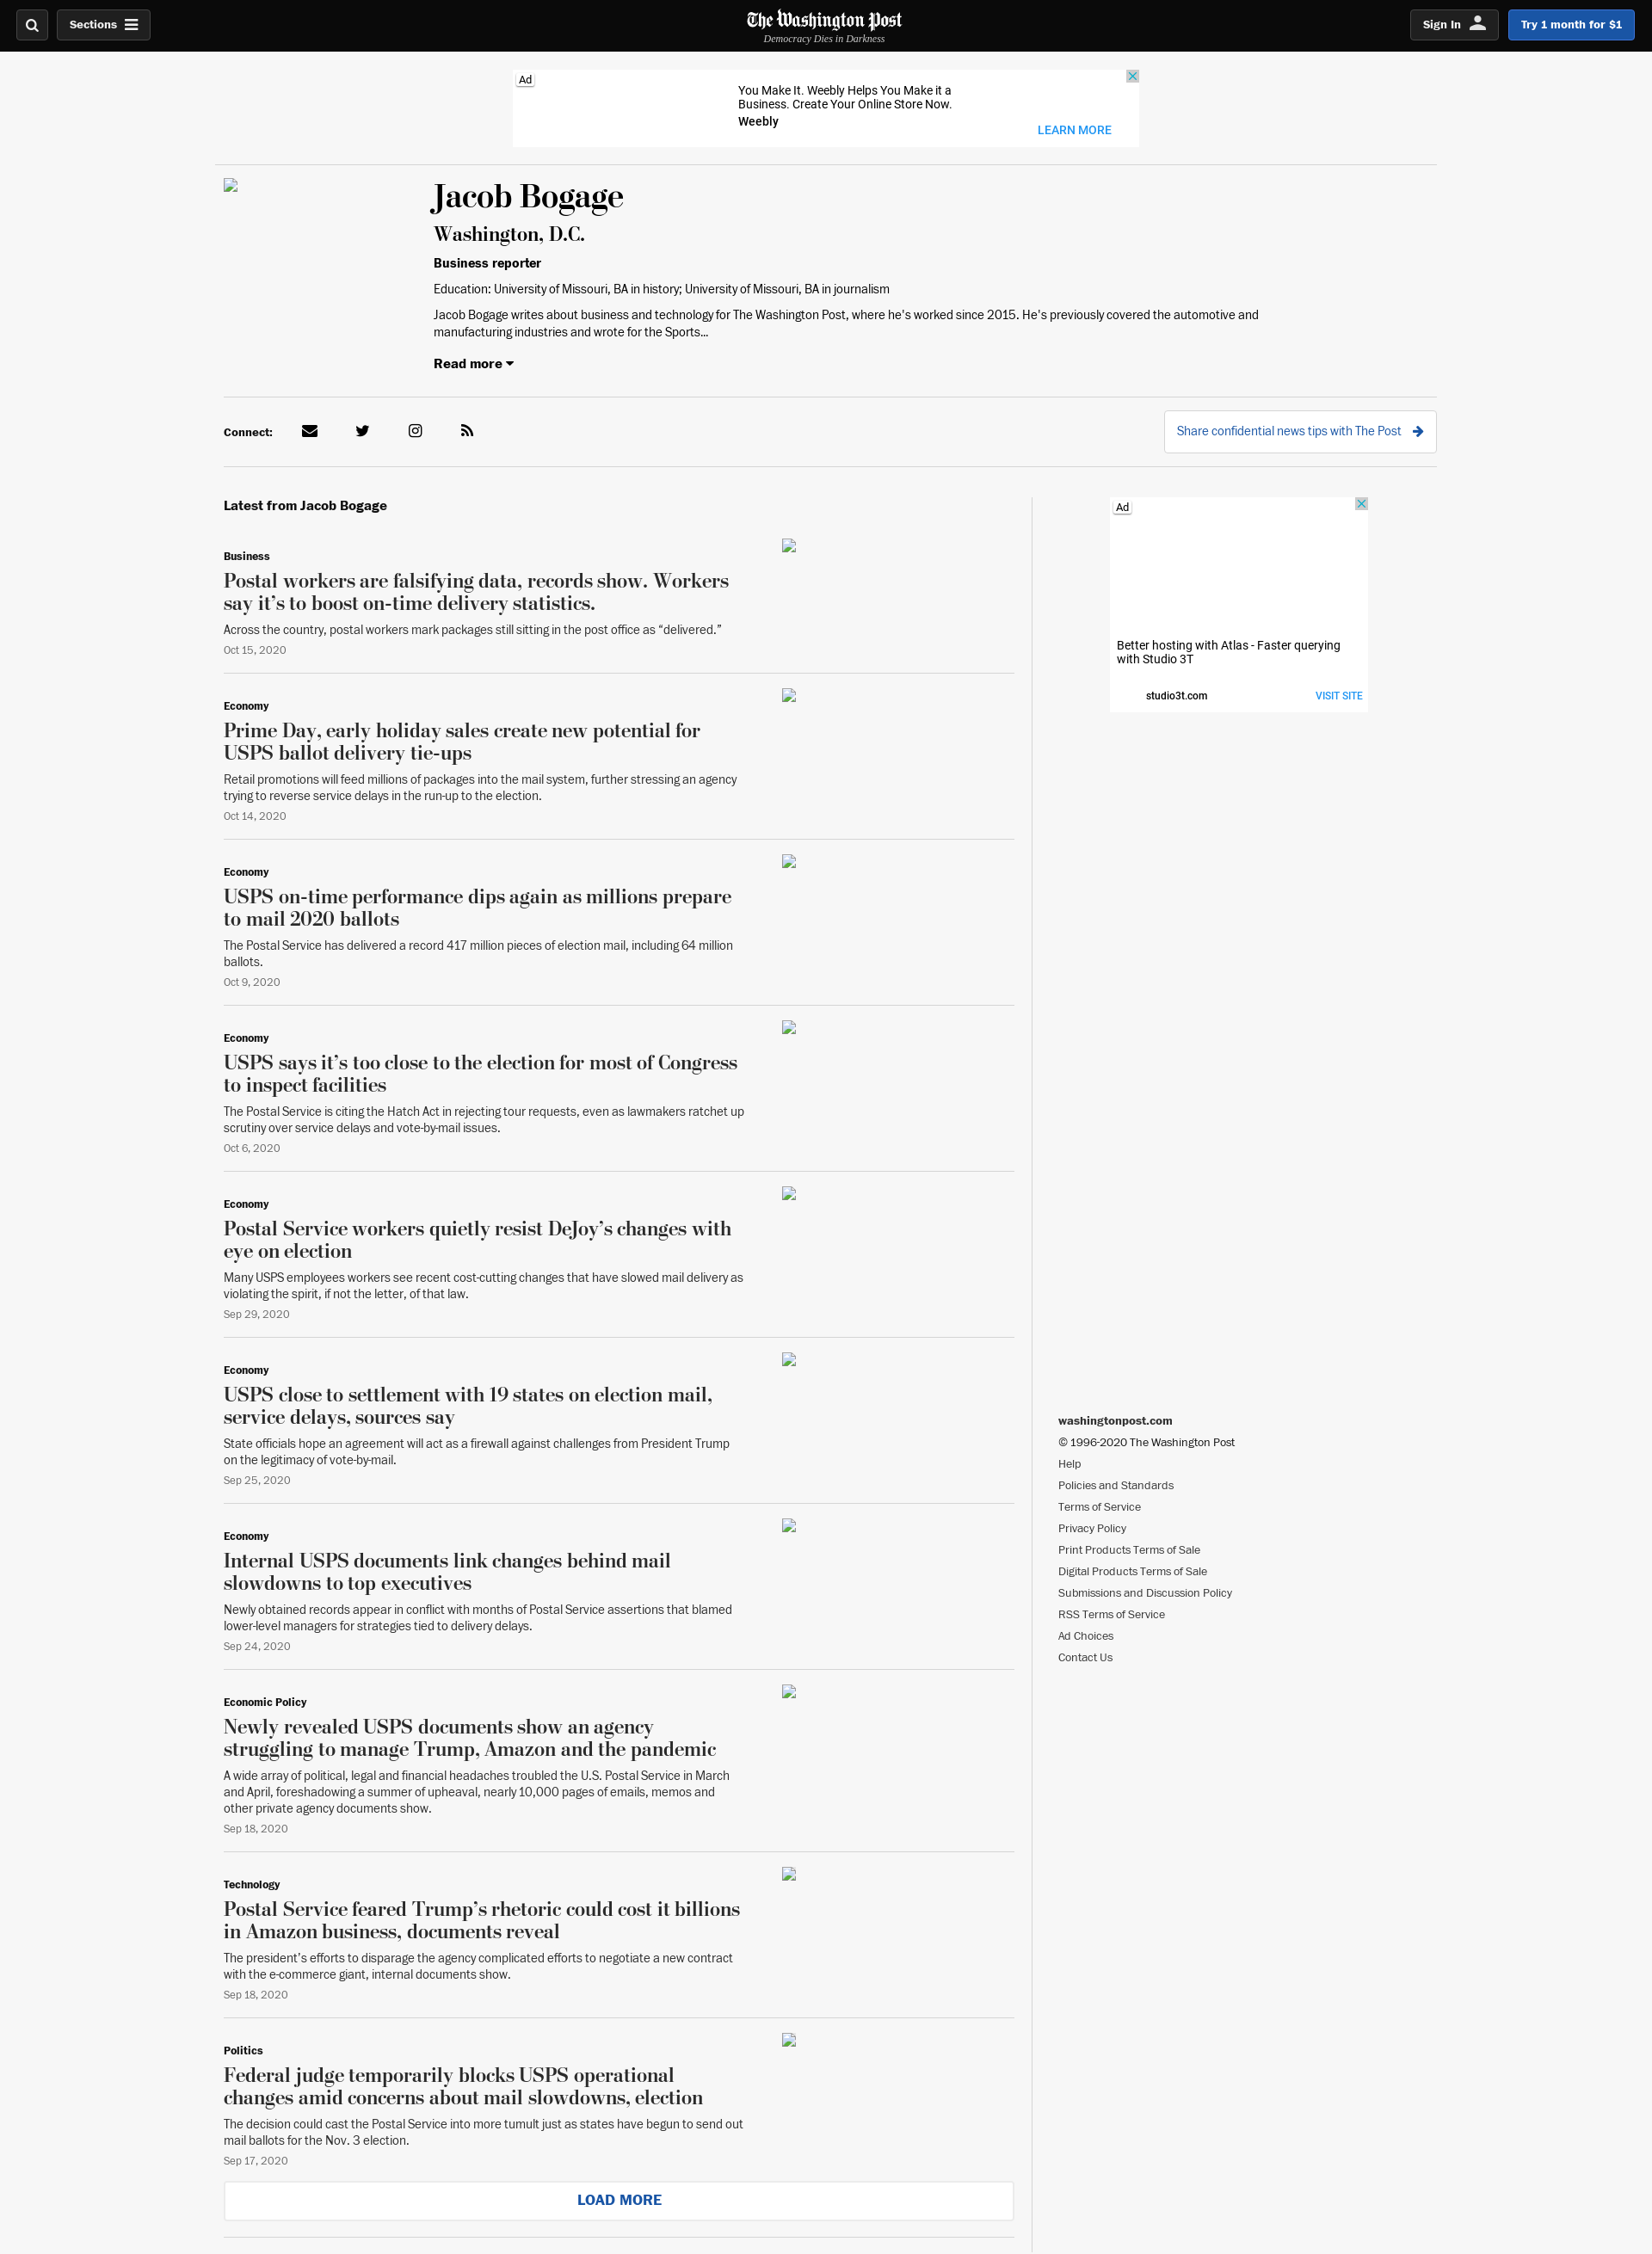 Sections
The Washington Post
Democracy Dies in Darkness
Sign In
Try 1 month for $1
Ad
You Make It. Weebly Helps You Make it a
Business. Create Your Online Store Now.
Weebly
LEARN MORE
Jacob Bogage
Washington, D.C.
Business reporter
Education: University of Missouri, BA in history; University of Missouri, BA in journalism
Jacob Bogage writes about business and technology for The Washington Post, where he's worked since 2015. He's previously covered the automotive and
manufacturing industries and wrote for the Sports...
Read more
Connect:
Share confidential news tips with The Post
Latest from Jacob Bogage
Business
Postal workers are falsifying data, records show. Workers
say it’s to boost on-time delivery statistics.
Across the country, postal workers mark packages still sitting in the post office as “delivered.”
Oct 15, 2020
Economy
Prime Day, early holiday sales create new potential for
USPS ballot delivery tie-ups
Retail promotions will feed millions of packages into the mail system, further stressing an agency
trying to reverse service delays in the run-up to the election.
Oct 14, 2020
Economy
USPS on-time performance dips again as millions prepare
to mail 2020 ballots
The Postal Service has delivered a record 417 million pieces of election mail, including 64 million
ballots.
Oct 9, 2020
Economy
USPS says it’s too close to the election for most of Congress
to inspect facilities
The Postal Service is citing the Hatch Act in rejecting tour requests, even as lawmakers ratchet up
scrutiny over service delays and vote-by-mail issues.
Oct 6, 2020
Economy
Postal Service workers quietly resist DeJoy’s changes with
eye on election
Many USPS employees workers see recent cost-cutting changes that have slowed mail delivery as
violating the spirit, if not the letter, of that law.
Sep 29, 2020
Economy
USPS close to settlement with 19 states on election mail,
service delays, sources say
State officials hope an agreement will act as a firewall against challenges from President Trump
on the legitimacy of vote-by-mail.
Sep 25, 2020
Economy
Internal USPS documents link changes behind mail
slowdowns to top executives
Newly obtained records appear in conflict with months of Postal Service assertions that blamed
lower-level managers for strategies tied to delivery delays.
Sep 24, 2020
Economic Policy
Newly revealed USPS documents show an agency
struggling to manage Trump, Amazon and the pandemic
A wide array of political, legal and financial headaches troubled the U.S. Postal Service in March
and April, foreshadowing a summer of upheaval, nearly 10,000 pages of emails, memos and
other private agency documents show.
Sep 18, 2020
Technology
Postal Service feared Trump’s rhetoric could cost it billions
in Amazon business, documents reveal
The president’s efforts to disparage the agency complicated efforts to negotiate a new contract
with the e-commerce giant, internal documents show.
Sep 18, 2020
Politics
Federal judge temporarily blocks USPS operational
changes amid concerns about mail slowdowns, election
The decision could cast the Postal Service into more tumult just as states have begun to send out
mail ballots for the Nov. 3 election.
Sep 17, 2020
LOAD MORE
Ad
Better hosting with Atlas - Faster querying
with Studio 3T
studio3t.com
VISIT SITE
washingtonpost.com
© 1996-2020 The Washington Post
Help
Policies and Standards
Terms of Service
Privacy Policy
Print Products Terms of Sale
Digital Products Terms of Sale
Submissions and Discussion Policy
RSS Terms of Service
Ad Choices
Contact Us